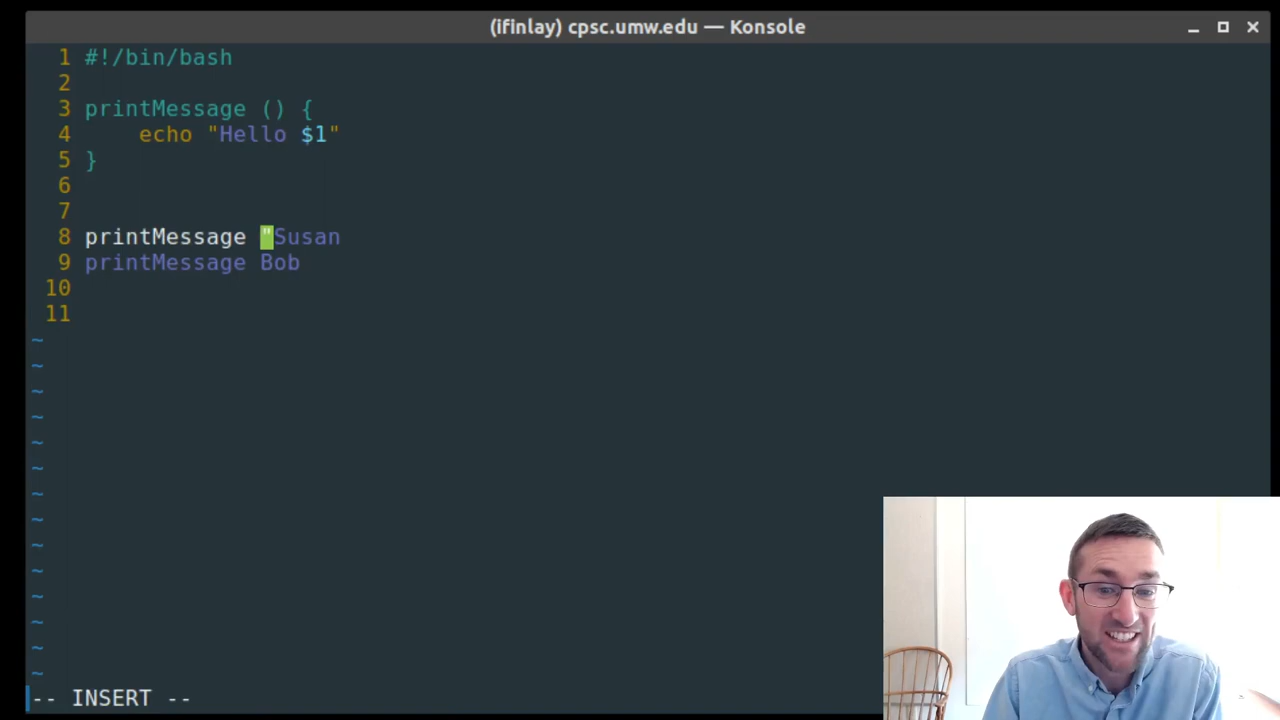 (ifinlay) cpsc.umw.edu — Konsole
1 #!/bin/bash
2
3 printMessage () {
4     echo "Hello $1"
5 }
6
7
8 printMessage "Susan
9 printMessage Bob
10
11
~
~
~
~
~
~
~
~
~
~
~
~
~
~
-- INSERT --